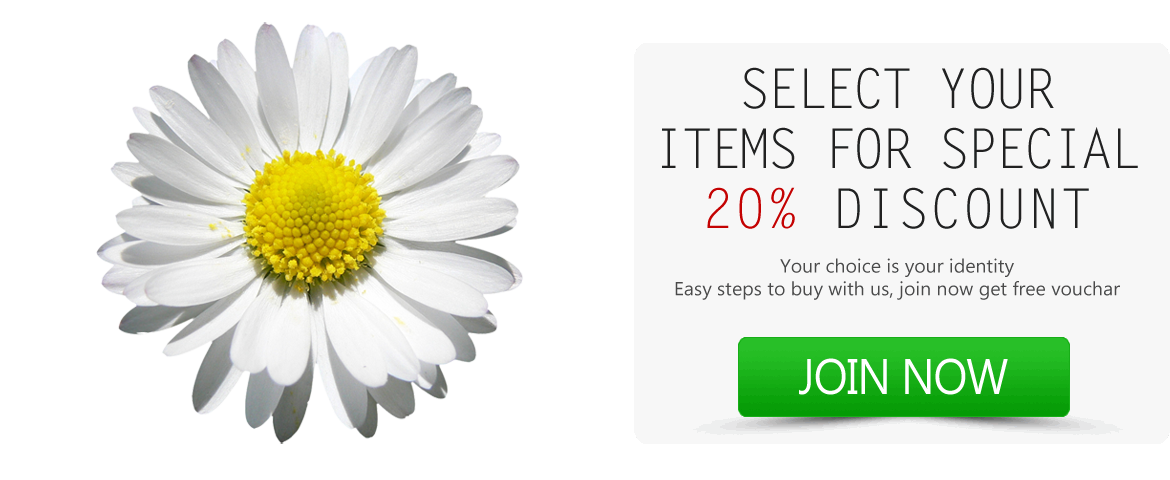 SELECT YOUR
ITEMS FOR SPECIAL
20% DISCOUNT
Your choice is your identity
Easy steps to buy with us, join now get free vouchar
JOIN NOW